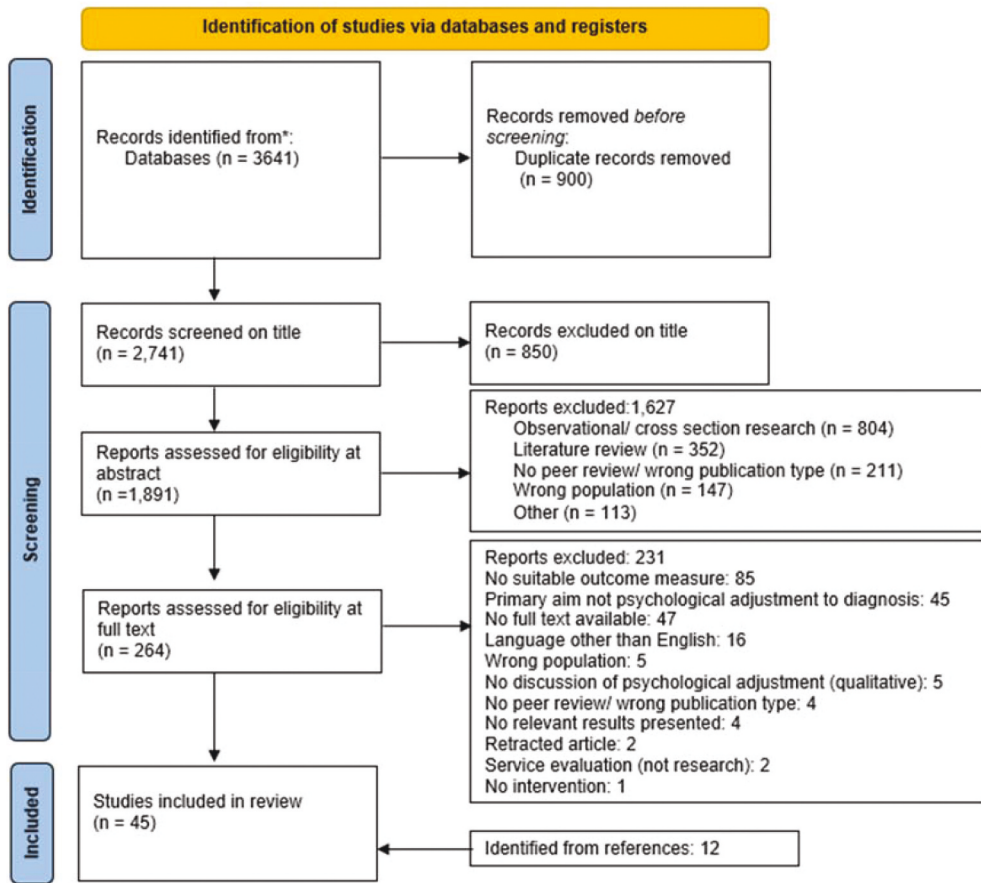 Identification of studies via databases and registers
Identification
Records identified from*:
Databases (n = 3641)
Records removed before
screening:
Duplicate records removed
(n = 900)
Screening
Records screened on title
(n = 2,741)
Records excluded on title
(n = 850)
Reports assessed for eligibility at
abstract
(n =1,891)
Reports excluded:1,627
Observational/ cross section research (n = 804)
Literature review (n = 352)
No peer review/ wrong publication type (n = 211)
Wrong population (n = 147)
Other (n = 113)
Reports assessed for eligibility at
full text
(n = 264)
Reports excluded: 231
No suitable outcome measure: 85
Primary aim not psychological adjustment to diagnosis: 45
No full text available: 47
Language other than English: 16
Wrong population: 5
No discussion of psychological adjustment (qualitative): 5
No peer review/ wrong publication type: 4
No relevant results presented: 4
Retracted article: 2
Service evaluation (not research): 2
No intervention: 1
Included
Studies included in review
(n = 45)
Identified from references: 12